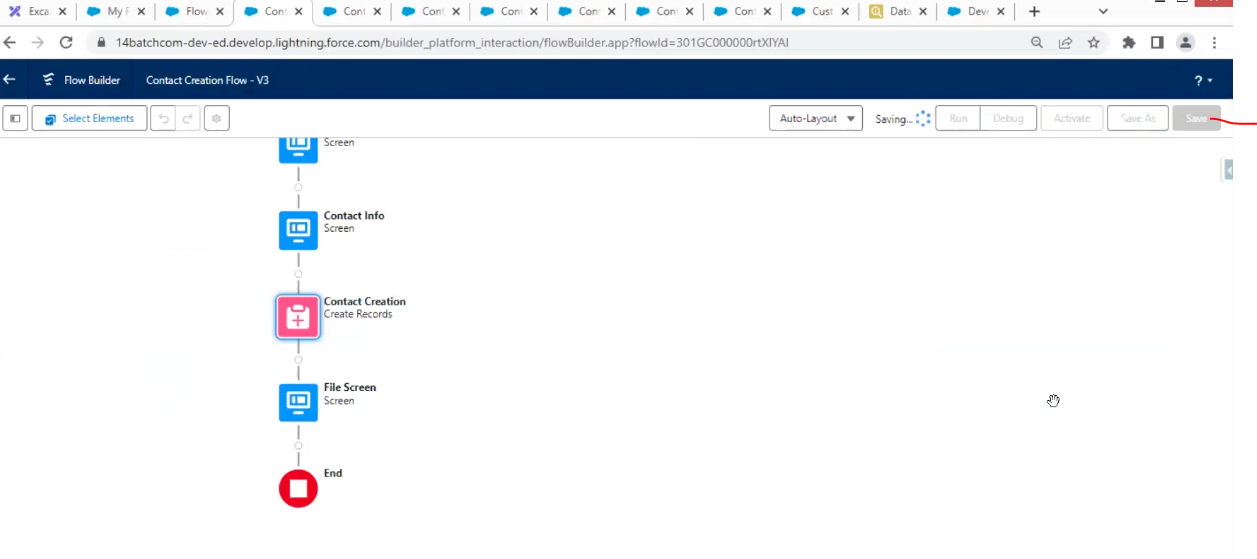 Exca
My F
Flow
Cont
Cont
Cont
Cont
Cont
Cont
Cont
Cust
Data
Deve
14batchcom-dev-ed.develop.lightning.force.com/builder_platform_interaction/flowBuilder.app?flowId=301GC000000rtXIYAI
Flow Builder Contact Creation Flow - V3 ?
Select Elements Auto-Layout Saving... Run Debug Activate Save As Save
Screen
Contact Info
Screen
Contact Creation
Create Records
File Screen
Screen
End